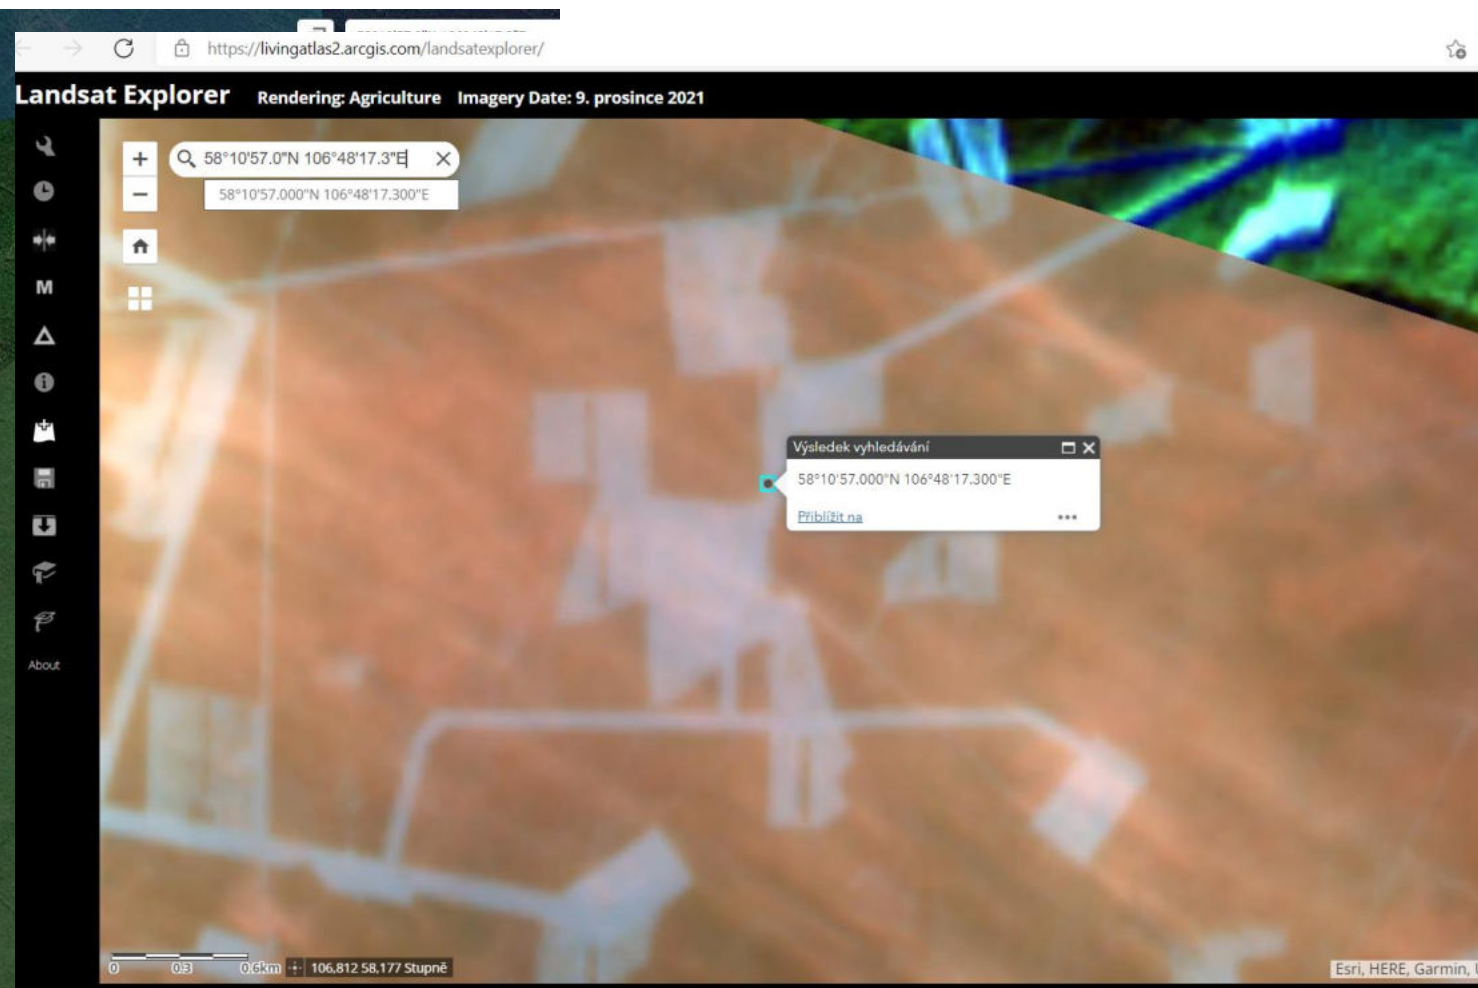 https://livingatlas2.arcgis.com/landsatexplorer/
Landsat Explorer Rendering: Agriculture Imagery Date: 9. prosince 2021
58°10'57.0"N 106°48'17.3"E
58°10'57.000"N 106°48'17.300"E
M
Výsledek vyhledávání
58°10'57.000"N 106°48'17.300"E
Přiblížit na
About
0 0.3 0.6km 106,812 58,177 Stupně
Esri, HERE, Garmin,